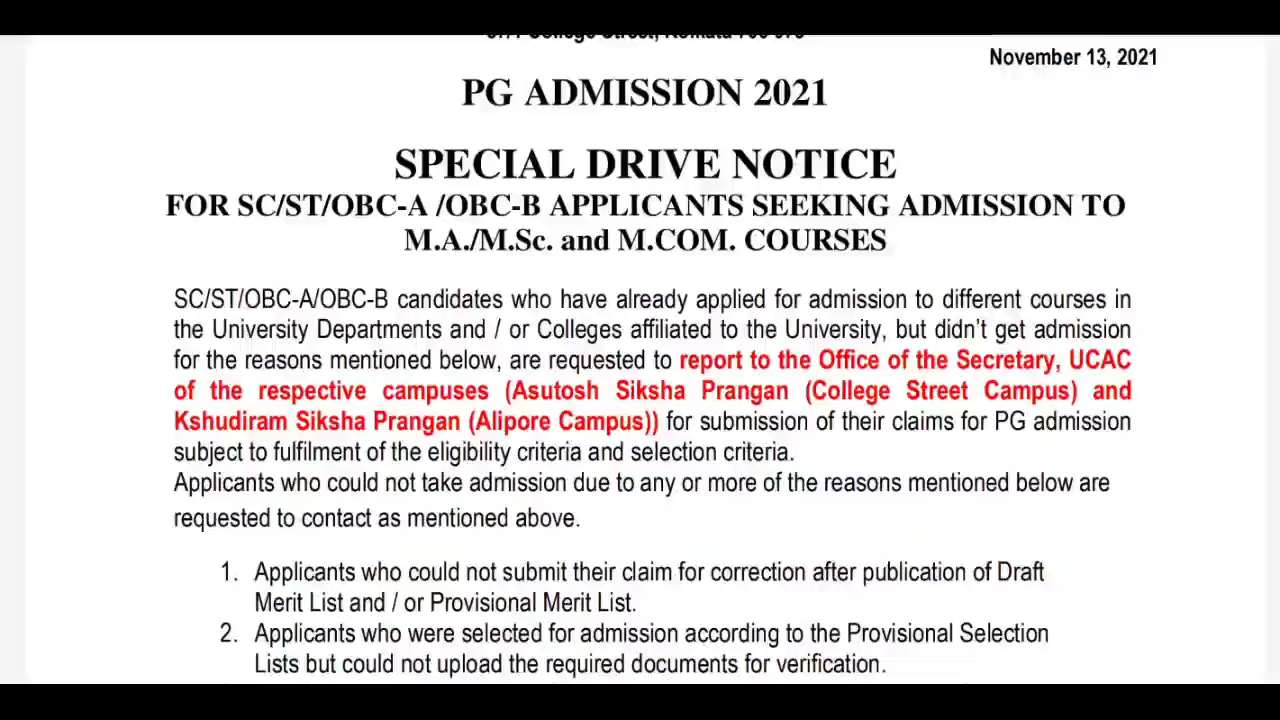 November 13, 2021
PG ADMISSION 2021
SPECIAL DRIVE NOTICE
FOR SC/ST/OBC-A /OBC-B APPLICANTS SEEKING ADMISSION TO
M.A./M.Sc. and M.COM. COURSES
SC/ST/OBC-A/OBC-B candidates who have already applied for admission to different courses in
the University Departments and / or Colleges affiliated to the University, but didn't get admission
for the reasons mentioned below, are requested to report to the Office of the Secretary, UCAC
of the respective campuses (Asutosh Siksha Prangan (College Street Campus) and
Kshudiram Siksha Prangan (Alipore Campus)) for submission of their claims for PG admission
subject to fulfilment of the eligibility criteria and selection criteria.
Applicants who could not take admission due to any or more of the reasons mentioned below are
requested to contact as mentioned above.
1. Applicants who could not submit their claim for correction after publication of Draft
Merit List and / or Provisional Merit List.
2. Applicants who were selected for admission according to the Provisional Selection
Lists but could not upload the required documents for verification.